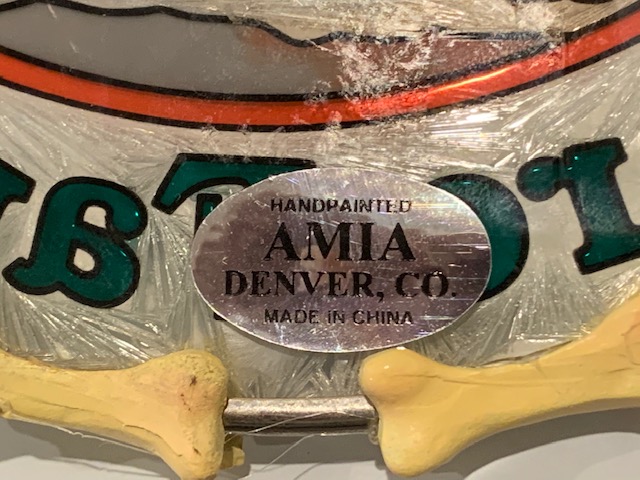 HANDPAINTED
AMIA
DENVER, CO.
MADE IN CHINA